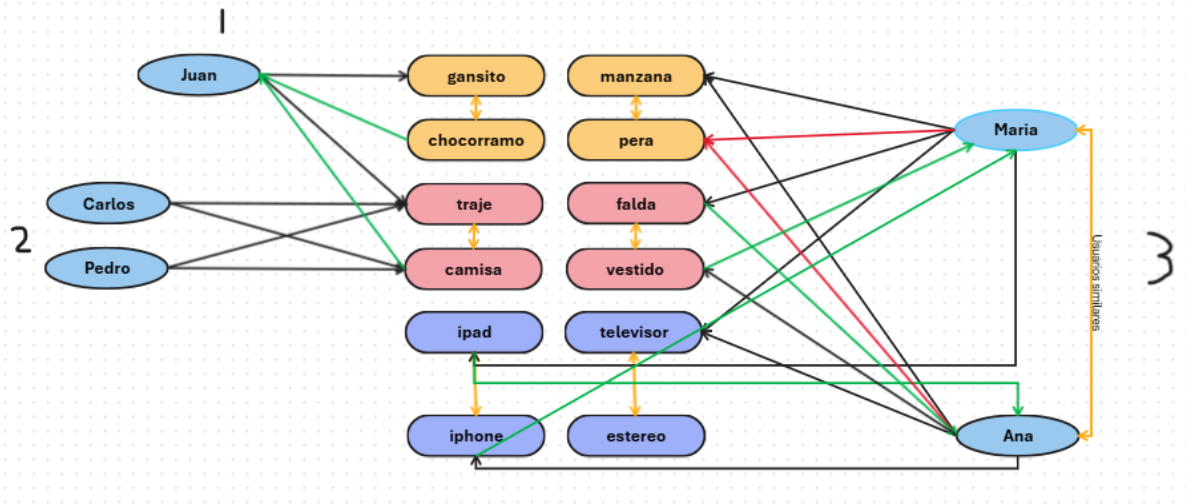 1
Juan
gansito
manzana
chocorramo
pera
Maria
Carlos
traje
falda
2
Pedro
camisa
vestido
Usuarios similares
3
ipad
televisor
iphone
estereo
Ana